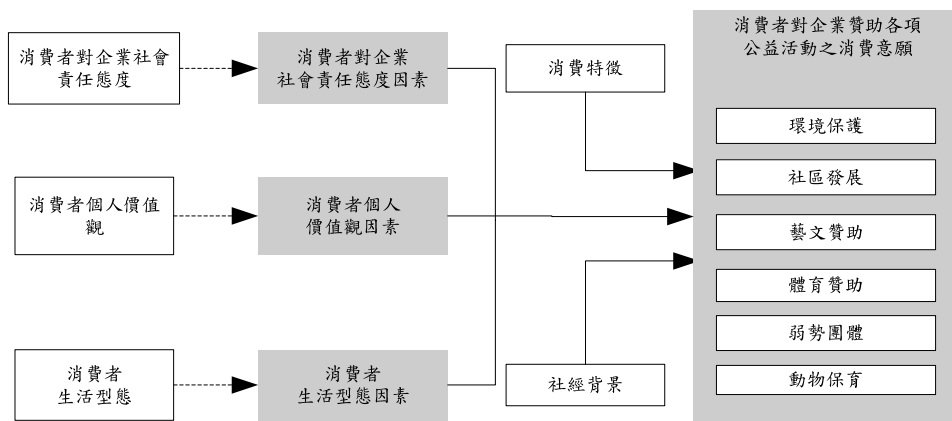 消費者對企業社會
責任態度
消費者對企業
社會責任態度因素
消費特徵
消費者對企業贊助各項
公益活動之消費意願
環境保護
社區發展
消費者個人價值
觀
消費者個人
價值觀因素
藝文贊助
體育贊助
弱勢團體
動物保育
消費者
生活型態
消費者
生活型態因素
社經背景